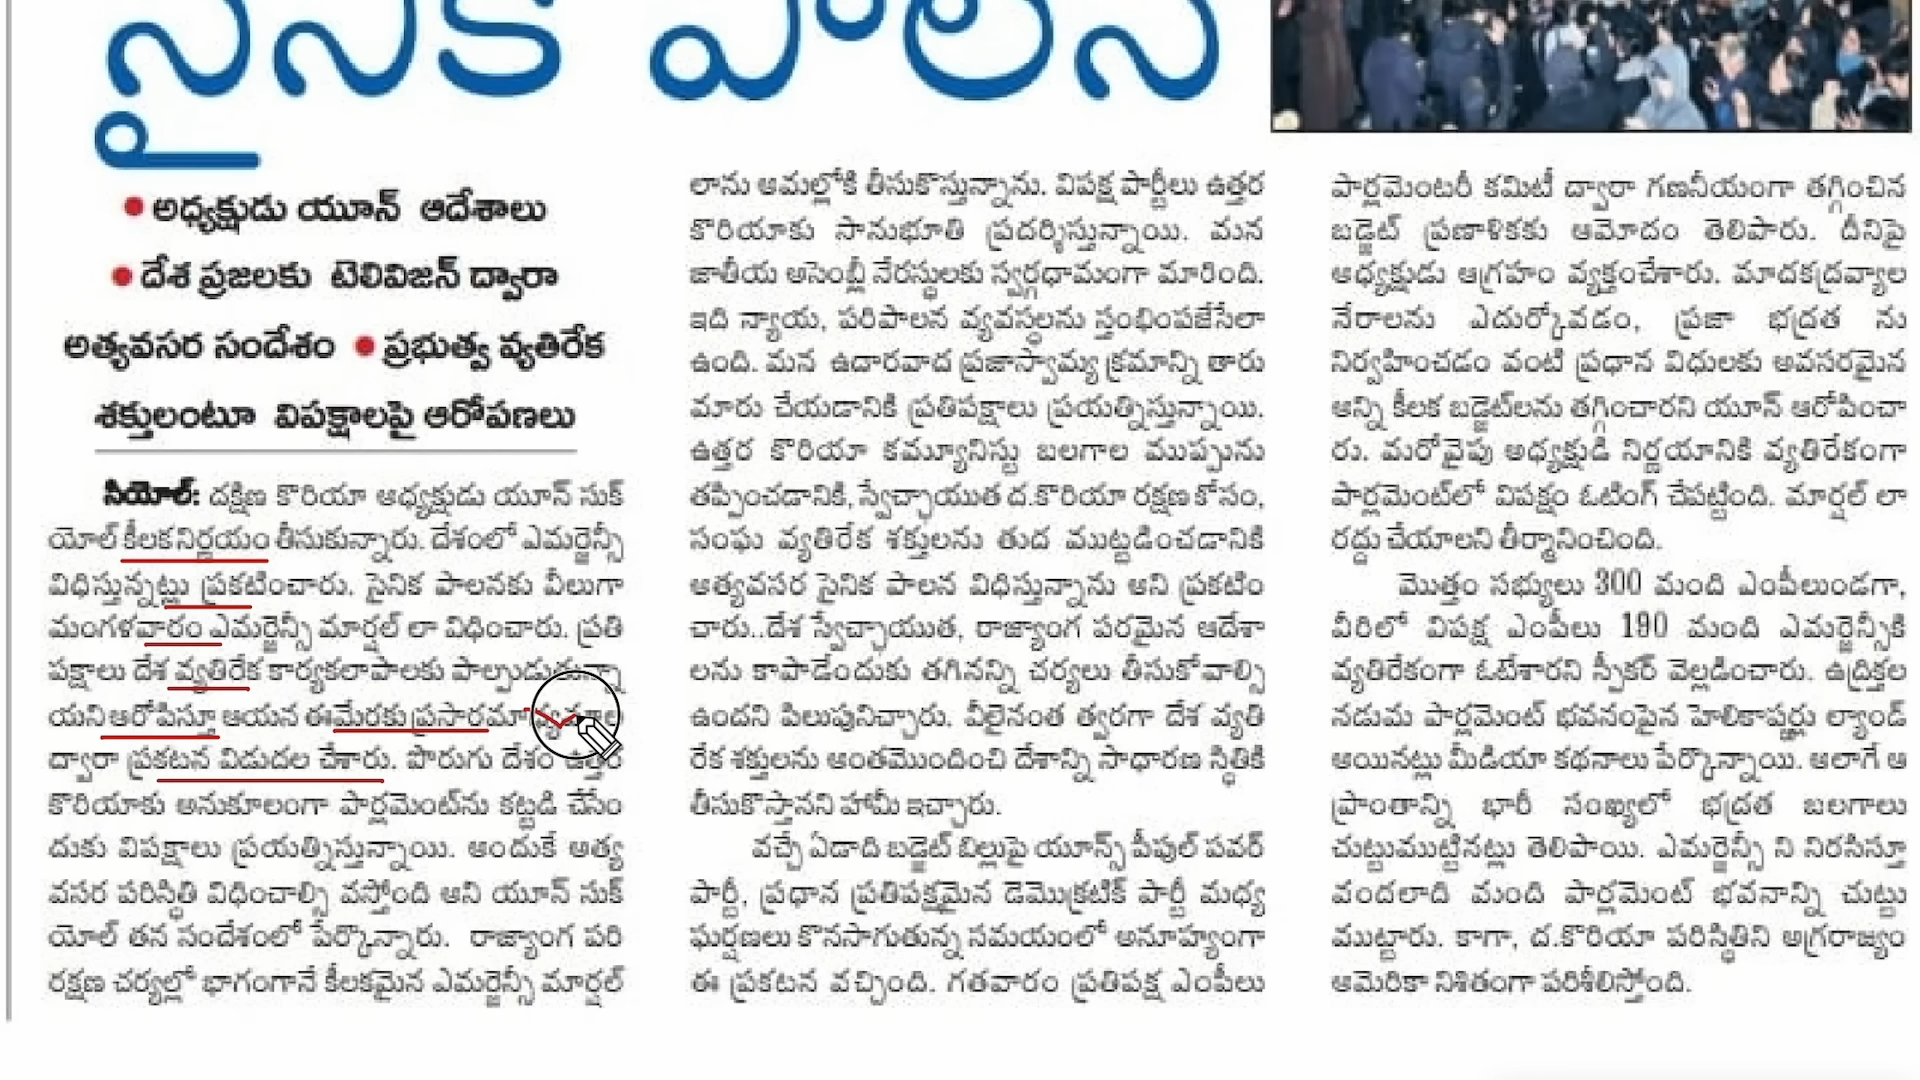 సైనిక పాలన
• అధ్యక్షుడు యూన్ ఆదేశాలు
• దేశ ప్రజలకు టెలివిజన్ ద్వారా
అత్యవసర సందేశం • ప్రభుత్వ వ్యతిరేక
శక్తులంటూ విపక్షాలపై ఆరోపణలు
సియోల్: దక్షిణ కొరియా ఆధ్యక్షుడు యూన్ సుక్
యోల్ కీలక నిర్ణయం తీసుకున్నారు. దేశంలో ఎమర్జెన్సీ
విధిస్తున్నట్లు ప్రకటించారు. సైనిక పాలనకు వీలుగా
మంగళవారం ఎమర్జెన్సీ మార్షల్ లా విధించారు. ప్రతి
పక్షాలు దేశ వ్యతిరేక కార్యకలాపాలకు పాల్పడుతున్నా
యని ఆరోపిస్తూ ఆయన ఈమేరకు ప్రసారమా
ద్వారా ప్రకటన విడుదల చేశారు. పొరుగు దేశం ఉత్తర
కొరియాకు అనుకూలంగా పార్లమెంట్‌ను కట్టడి చేసేం
దుకు విపక్షాలు ప్రయత్నిస్తున్నాయి. అందుకే అత్య
వసర పరిస్థితి విధించాల్సి వస్తోంది అని యూన్ సుక్
యోల్ తన సందేశంలో పేర్కొన్నారు. రాజ్యాంగ పరి
రక్షణ చర్యల్లో భాగంగానే కీలకమైన ఎమర్జెన్సీ మార్షల్
లాను అమల్లోకి తీసుకొస్తున్నాను. విపక్ష పార్టీలు ఉత్తర
కొరియాకు సానుభూతి ప్రదర్శిస్తున్నాయి. మన
జాతీయ అసెంబ్లీ నేరస్థులకు స్వర్గధామంగా మారింది.
ఇది న్యాయ, పరిపాలన వ్యవస్థలను స్తంభింపజేసేలా
ఉంది. మన ఉదారవాద ప్రజాస్వామ్య క్రమాన్ని తారు
మారు చేయడానికి ప్రతిపక్షాలు ప్రయత్నిస్తున్నాయి.
ఉత్తర కొరియా కమ్యూనిస్టు బలగాల ముప్పును
తప్పించడానికి, స్వేచ్ఛాయుత ద.కొరియా రక్షణ కోసం,
సంఘ వ్యతిరేక శక్తులను తుద ముట్టడించడానికి
అత్యవసర సైనిక పాలన విధిస్తున్నాను అని ప్రకటిం
చారు..దేశ స్వేచ్ఛాయుత, రాజ్యాంగ పరమైన ఆదేశా
లను కాపాడేందుకు తగినన్ని చర్యలు తీసుకోవాల్సి
ఉందని పిలుపునిచ్చారు. వీలైనంత త్వరగా దేశ వ్యతి
రేక శక్తులను అంతమొందించి దేశాన్ని సాధారణ స్థితికి
తీసుకొస్తానని హామీ ఇచ్చారు.
వచ్చే ఏడాది బడ్జెట్ బిల్లుపై యూన్స్ పీపుల్ పవర్
పార్టీ, ప్రధాన ప్రతిపక్షమైన డెమొక్రటిక్ పార్టీ మధ్య
ఘర్షణలు కొనసాగుతున్న సమయంలో అనూహ్యంగా
ఈ ప్రకటన వచ్చింది. గతవారం ప్రతిపక్ష ఎంపీలు
పార్లమెంటరీ కమిటీ ద్వారా గణనీయంగా తగ్గించిన
బడ్జెట్ ప్రణాళికకు ఆమోదం తెలిపారు. దీనిపై
అధ్యక్షుడు ఆగ్రహం వ్యక్తంచేశారు. మాదకద్రవ్యాల
నేరాలను ఎదుర్కోవడం, ప్రజా భద్రత ను
నిర్వహించడం వంటి ప్రధాన విధులకు అవసరమైన
అన్ని కీలక బడ్జెట్‌లను తగ్గించారని యూన్ ఆరోపించా
రు. మరోవైపు అధ్యక్షుడి నిర్ణయానికి వ్యతిరేకంగా
పార్లమెంట్‌లో విపక్షం ఓటింగ్ చేపట్టింది. మార్షల్ లా
రద్దు చేయాలని తీర్మానించింది.
మొత్తం సభ్యులు 300 మంది ఎంపీలుండగా,
వీరిలో విపక్ష ఎంపీలు 190 మంది ఎమర్జెన్సీకి
వ్యతిరేకంగా ఓటేశారని స్పీకర్ వెల్లడించారు. ఉద్రిక్తల
నడుమ పార్లమెంట్ భవనంపైన హెలికాప్టర్లు ల్యాండ్
అయినట్లు మీడియా కథనాలు పేర్కొన్నాయి. అలాగే ఆ
ప్రాంతాన్ని భారీ సంఖ్యలో భద్రత బలగాలు
చుట్టుముట్టినట్లు తెలిపాయి. ఎమర్జెన్సీ ని నిరసిస్తూ
వందలాది మంది పార్లమెంట్ భవనాన్ని చుట్టు
ముట్టారు. కాగా, ద.కొరియా పరిస్థితిని అగ్రరాజ్యం
అమెరికా నిశితంగా పరిశీలిస్తోంది.